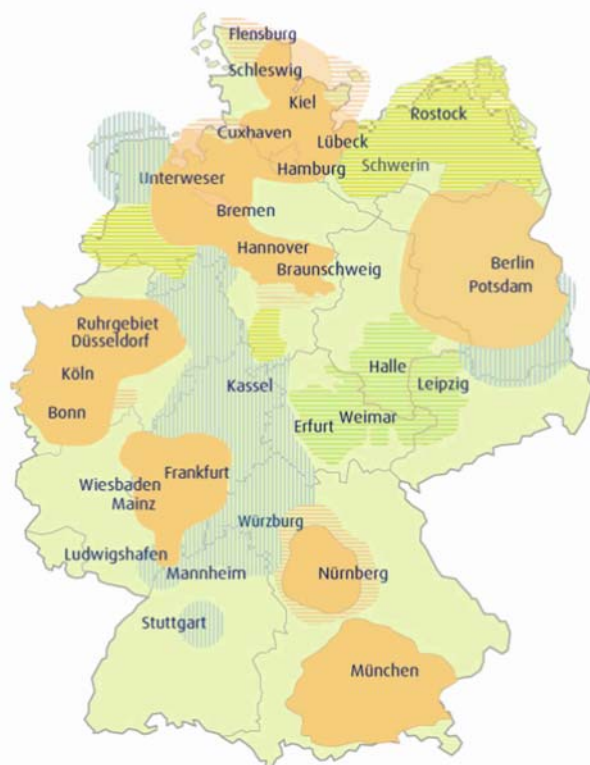 Flensburg
Schleswig
Kiel
Rostock
Cuxhaven
Lübeck
Schwerin
Hamburg
Unterweser
Bremen
Hannover
Braunschweig
Berlin
Potsdam
Ruhrgebiet
Düsseldorf
Halle
Köln
Kassel
Leipzig
Bonn
Weimar
Erfurt
Frankfurt
Wiesbaden
Mainz
Würzburg
Ludwigshafen
Mannheim
Nürnberg
Stuttgart
München